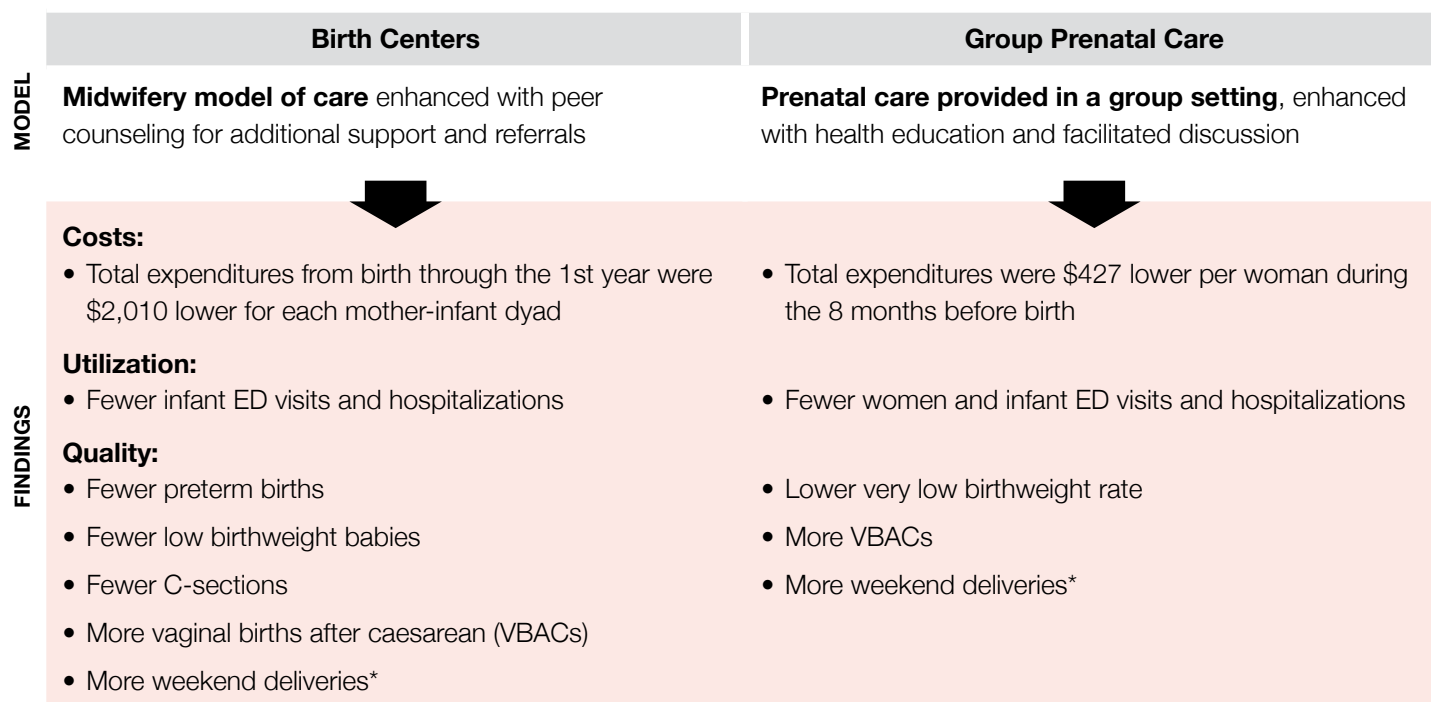 Birth Centers
Group Prenatal Care
MODEL
Midwifery model of care enhanced with peer
counseling for additional support and referrals
Prenatal care provided in a group setting, enhanced
with health education and facilitated discussion
FINDINGS
Costs:
• Total expenditures from birth through the 1st year were
$2,010 lower for each mother-infant dyad
• Total expenditures were $427 lower per woman during
the 8 months before birth
Utilization:
• Fewer infant ED visits and hospitalizations
• Fewer women and infant ED visits and hospitalizations
Quality:
• Fewer preterm births
• Fewer low birthweight babies
• Fewer C-sections
• More vaginal births after caesarean (VBACs)
• More weekend deliveries*
• Lower very low birthweight rate
• More VBACs
• More weekend deliveries*